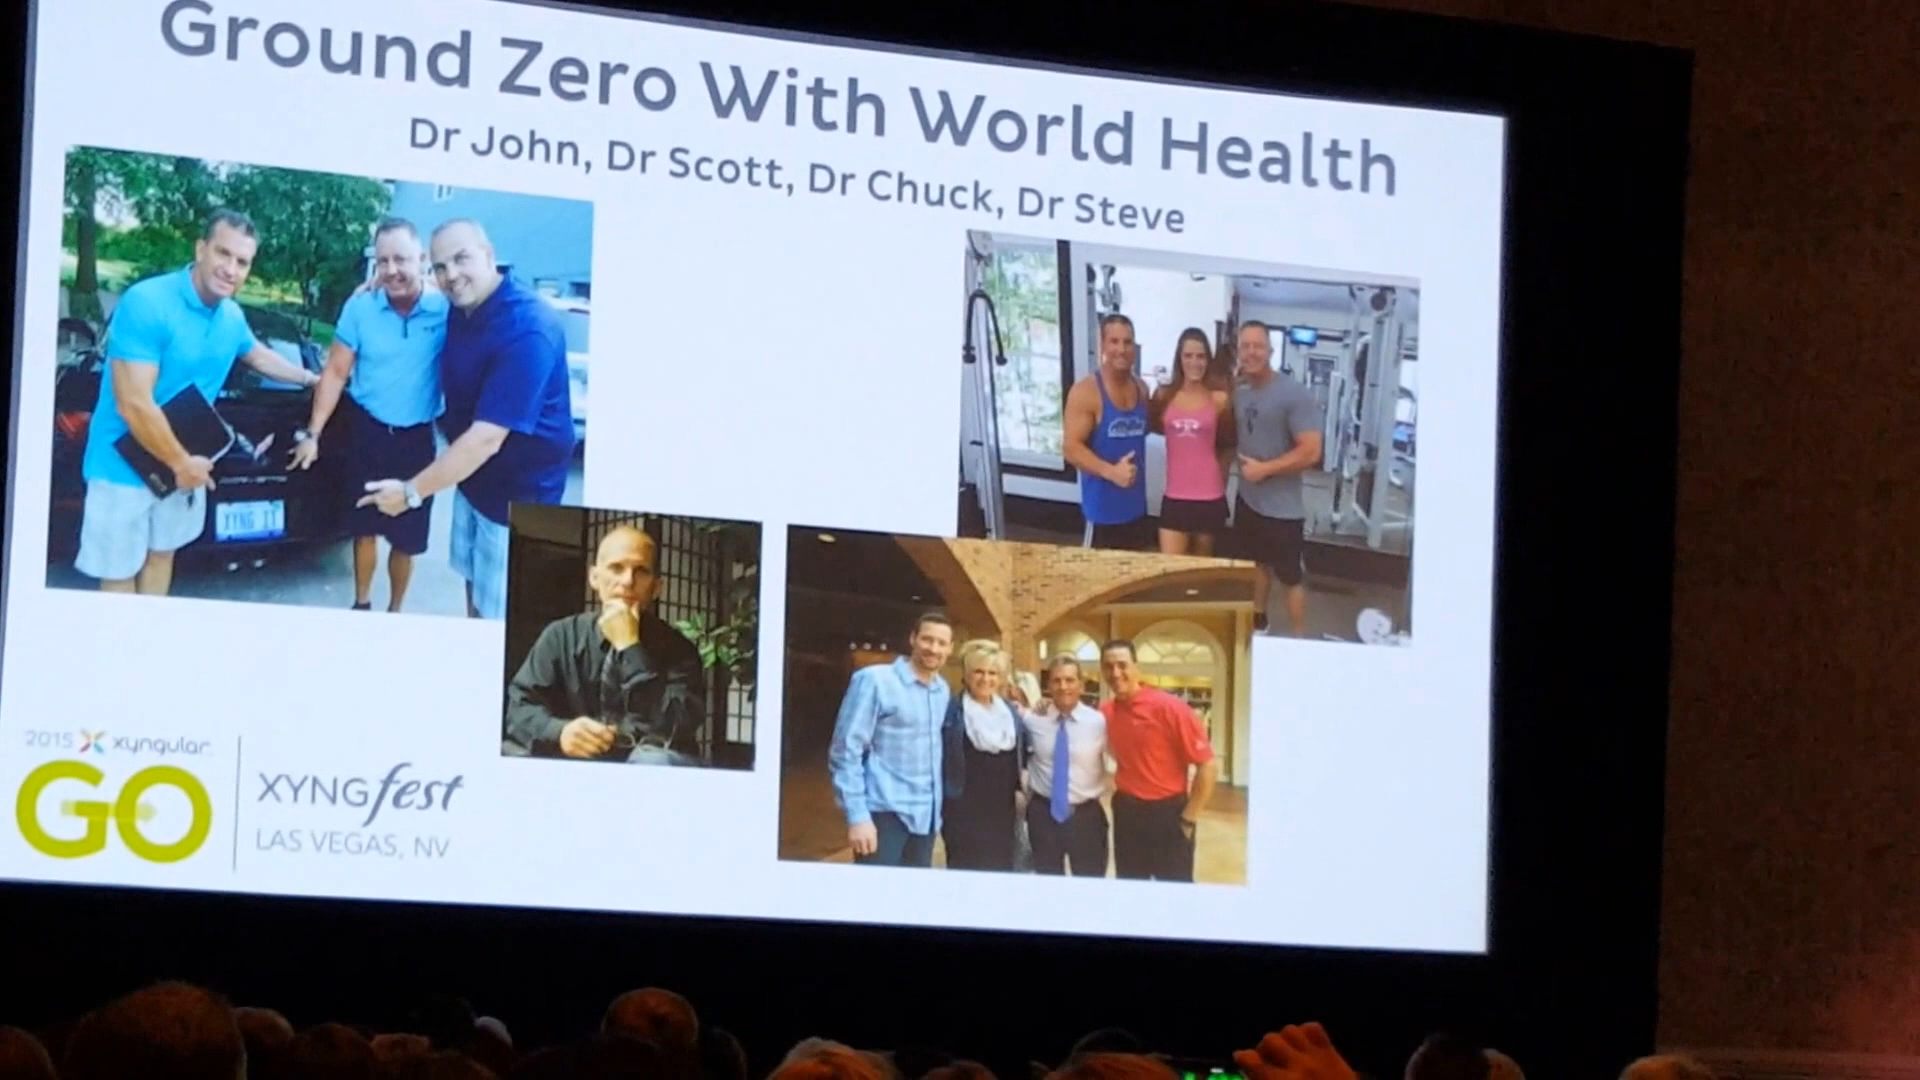 Ground Zero With World Health
Dr John, Dr Scott, Dr Chuck, Dr Steve
XYNG IT
2015 xyngular
GO
XYNGfest
LAS VEGAS, NV